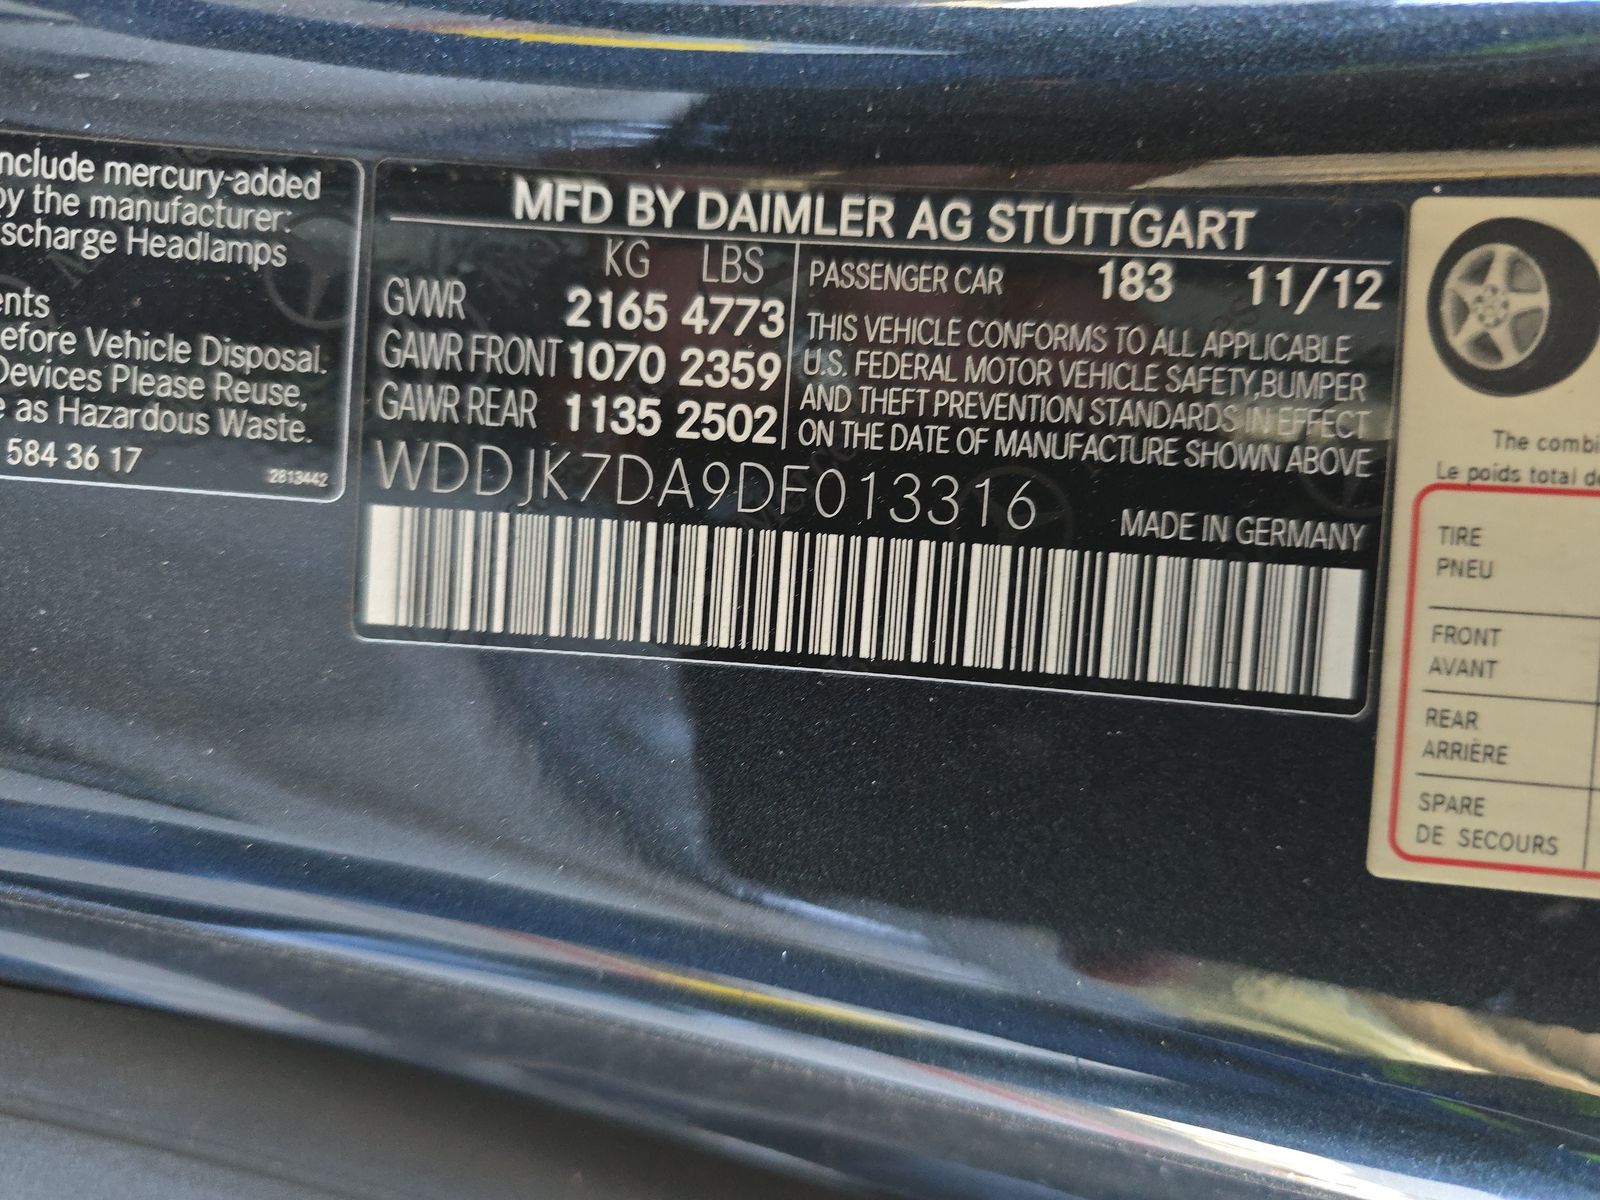 nclude mercury-added
by the manufacturer:
scharge Headlamps
ents
efore Vehicle Disposal.
Devices Please Reuse,
e as Hazardous Waste.
584 36 17
2813442
MFD BY DAIMLER AG STUTTGART
KG LBS
GVWR 2165 4773
GAWR FRONT 1070 2359
GAWR REAR 1135 2502
PASSENGER CAR 183 11/12
THIS VEHICLE CONFORMS TO ALL APPLICABLE
U.S. FEDERAL MOTOR VEHICLE SAFETY,BUMPER
AND THEFT PREVENTION STANDARDS IN EFFECT
ON THE DATE OF MANUFACTURE SHOWN ABOVE
WDDJK7DA9DF013316
MADE IN GERMANY
The combi
Le poids total de
TIRE
PNEU
FRONT
AVANT
REAR
ARRIÈRE
SPARE
DE SECOURS